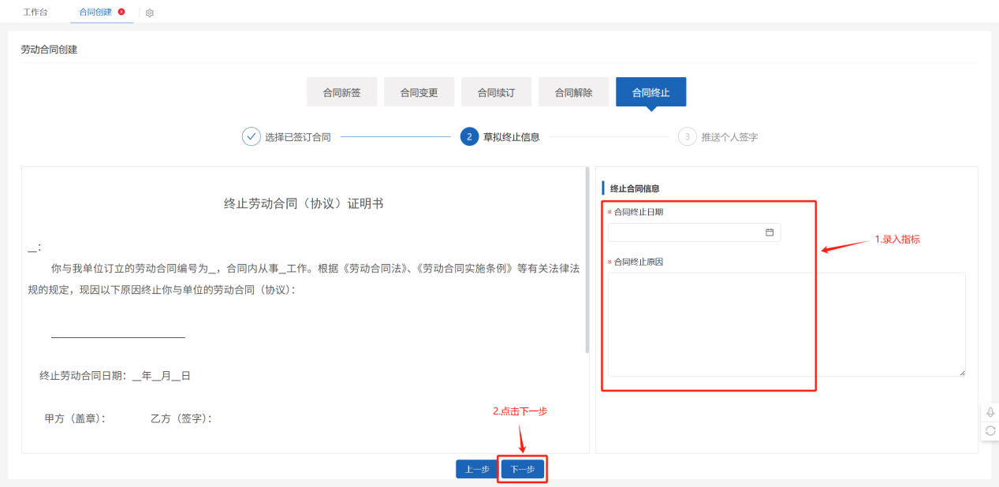 工作台
合同创建
劳动合同创建
合同新签
合同变更
合同续订
合同解除
合同终止
选择已签订合同
2 草拟终止信息
3 推送个人签字
终止劳动合同（协议）证明书
__：
你与我单位订立的劳动合同编号为__，合同内从事__工作。根据《劳动合同法》、《劳动合同实施条例》等有关法律法
规的规定，现因以下原因终止你与单位的劳动合同（协议）：
终止劳动合同日期：__年__月__日
甲方（盖章）： 乙方（签字）：
终止合同信息
* 合同终止日期
1.录入指标
* 合同终止原因
2.点击下一步
上一步
下一步